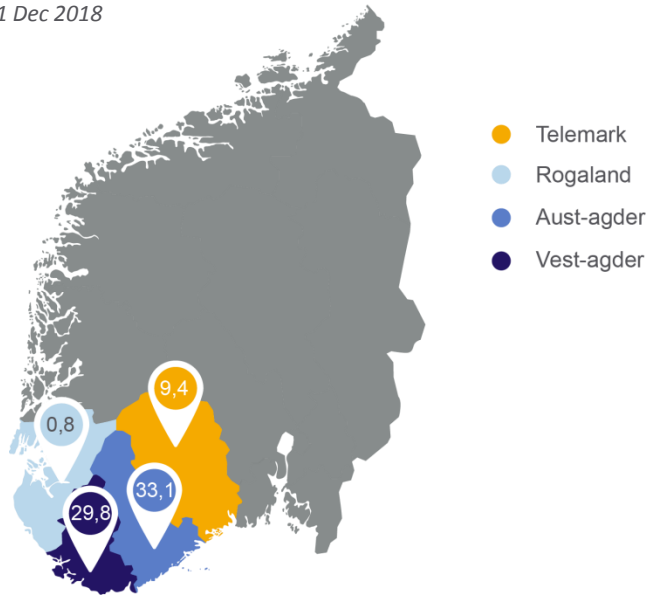 1 Dec 2018
Telemark
Rogaland
Aust-agder
Vest-agder
9,4
0,8
33,1
29,8